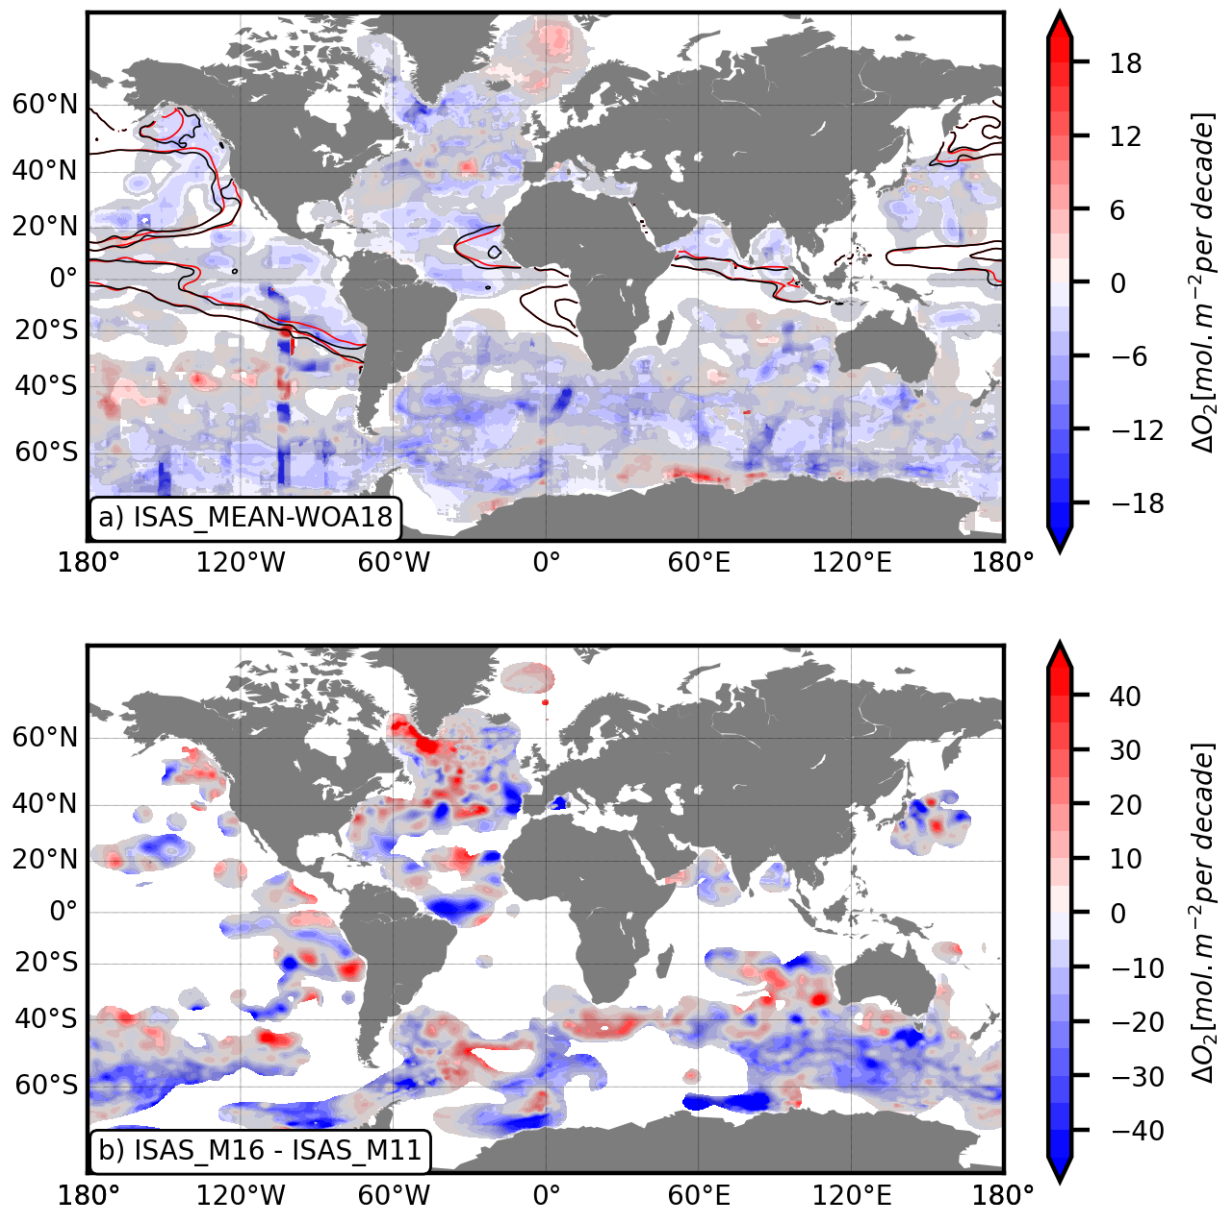 60°N
40°N
20°N
0°
20°S
40°S
60°S
a) ISAS_MEAN-WOA18
180° 120°W 60°W 0° 60°E 120°E 180°
18
12
6
0
−6
−12
−18
ΔO₂[mol.m⁻²per decade]
60°N
40°N
20°N
0°
20°S
40°S
60°S
b) ISAS_M16 - ISAS_M11
180° 120°W 60°W 0° 60°E 120°E 180°
40
30
20
10
0
−10
−20
−30
−40
ΔO₂[mol.m⁻²per decade]